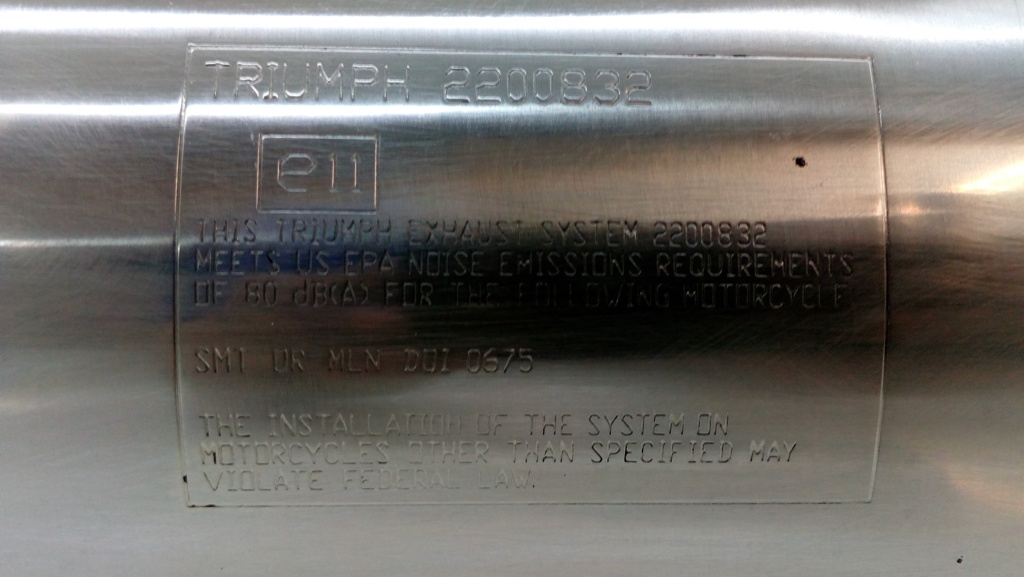 TRIUMPH 2200832
e11
THIS TRIUMPH EXHAUST SYSTEM 2200832
MEETS US EPA NOISE EMISSIONS REQUIREMENTS
OF 80 dB(A) FOR THE FOLLOWING MOTORCYCLE
SMT OR MLN DUI 0675
THE INSTALLATION OF THE SYSTEM ON
MOTORCYCLES OTHER THAN SPECIFIED MAY
VIOLATE FEDERAL LAW.